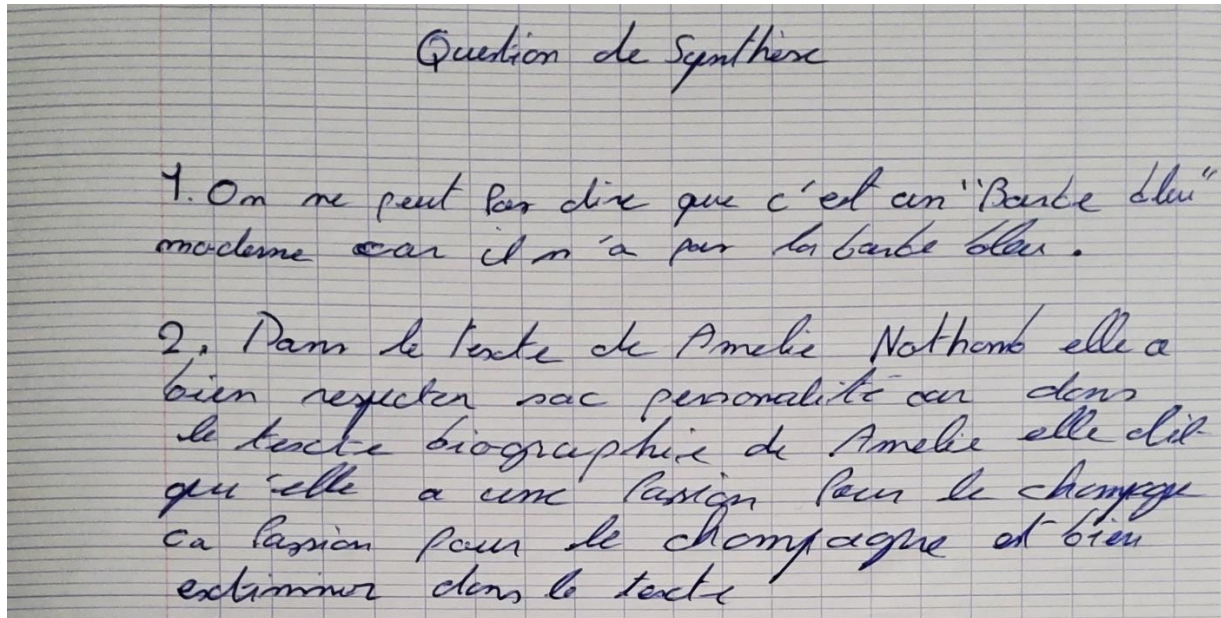 Question de Synthèse
1. On ne peut Pas dire que c'est un "Barbe bleu"
moderne car il n'a pas la barbe bleu.
2. Dans le texte de Amelie Nothomb elle a
bien respecter sac personalité car dans
le texte biographie de Amelie elle dit
qu'elle a une Passion Pour le champagne
ca Passion pour le champagne et bien
dans le texte